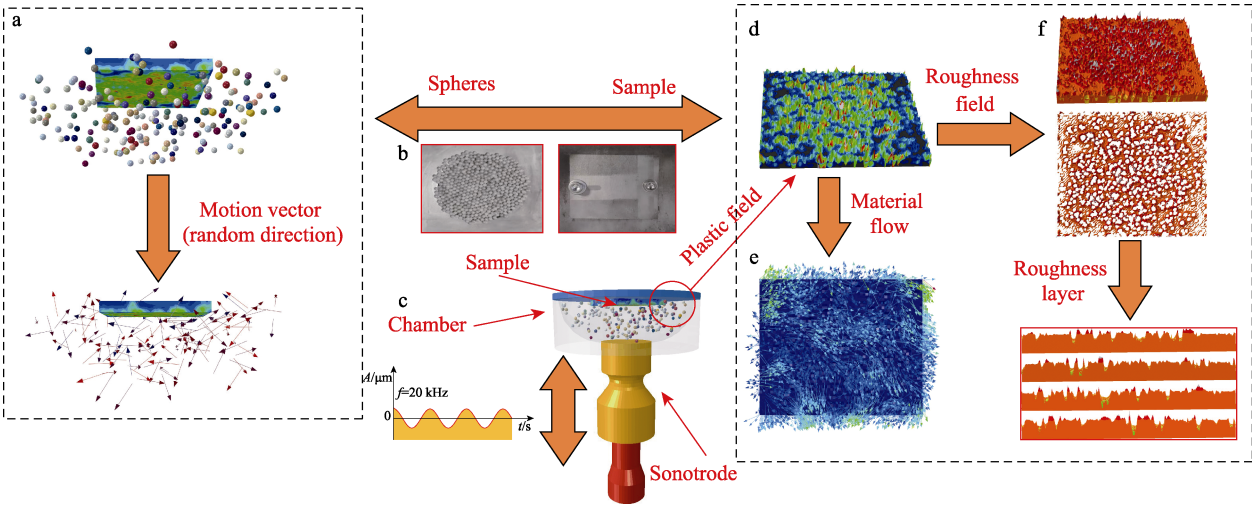 a
Motion vector
(random direction)
Spheres
Sample
b
Sample
c
Chamber
Plastic field
A/μm
f=20 kHz
0
t/s
Sonotrode
d
Roughness
field
Material
flow
e
f
Roughness
layer